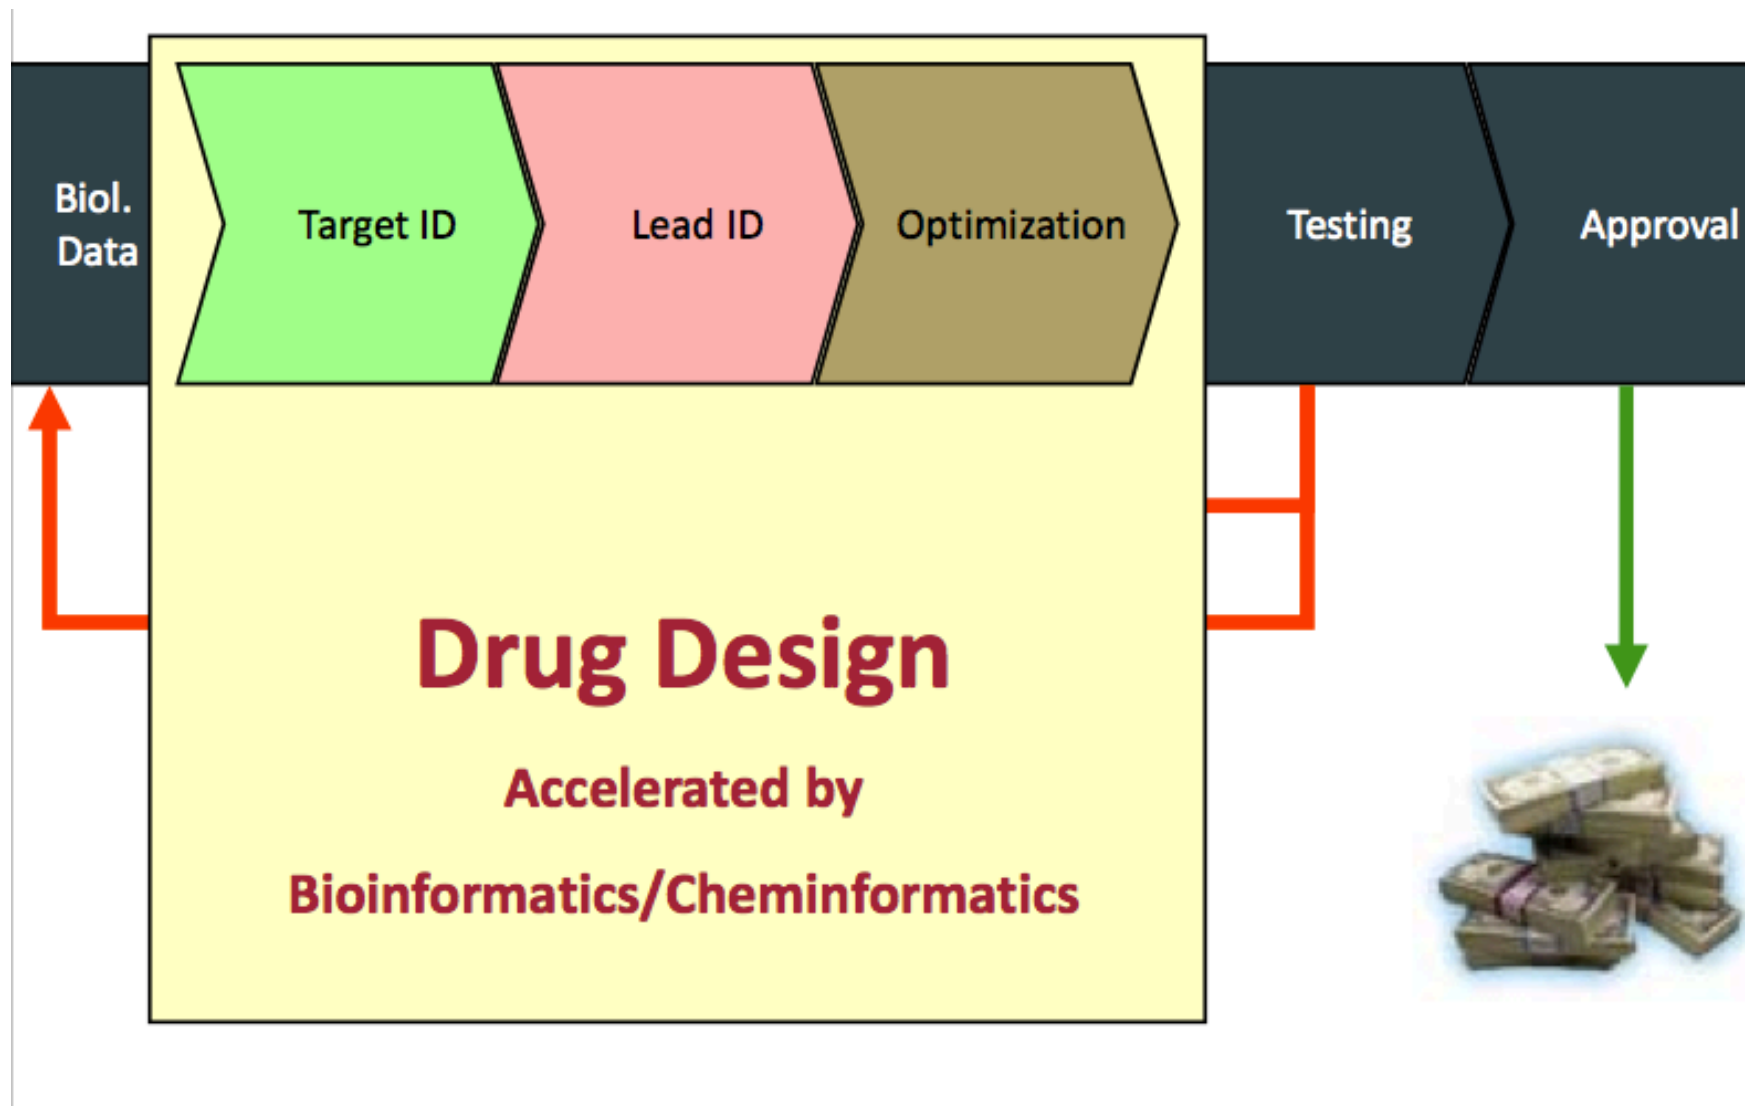 Biol.
Data
Target ID
Lead ID
Optimization
Testing
Approval
Drug Design
Accelerated by
Bioinformatics/Cheminformatics